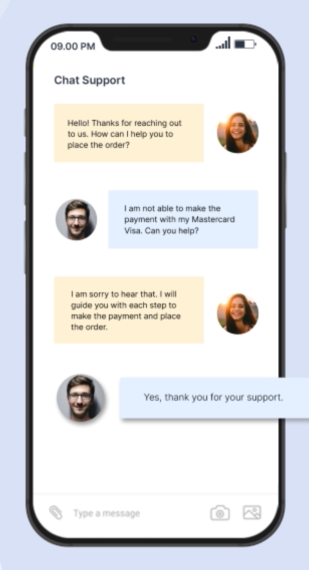 09.00 PM
Chat Support
Hello! Thanks for reaching out
to us. How can I help you to
place the order?
I am not able to make the
payment with my Mastercard
Visa. Can you help?
I am sorry to hear that. I will
guide you with each step to
make the payment and place
the order.
Yes, thank you for your support.
Type a message